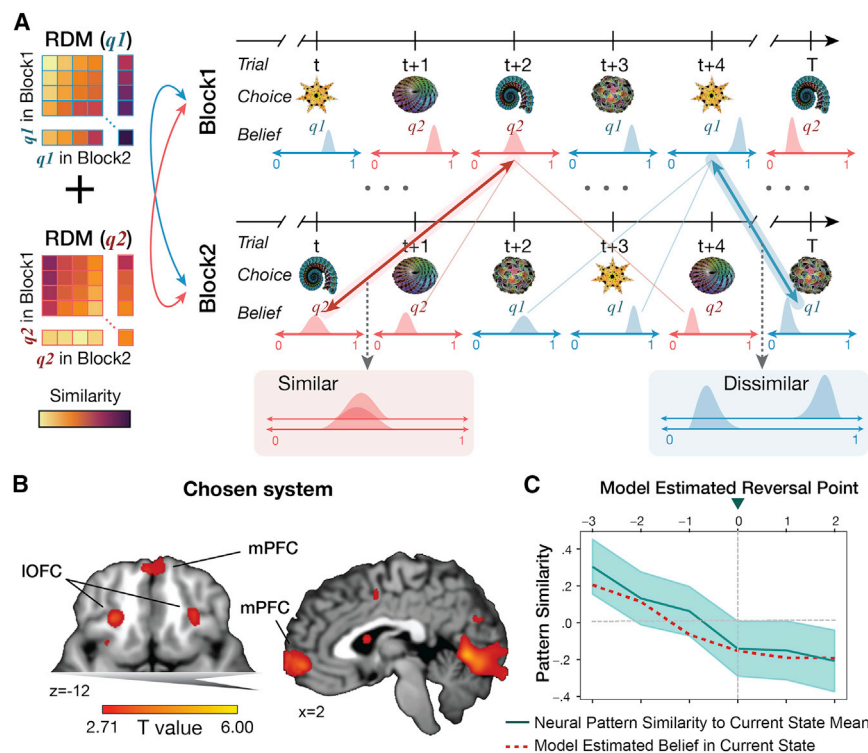 A
RDM (q1)
q1 in Block1
q1 in Block2
+
RDM (q2)
q2 in Block1
q2 in Block2
Similarity
Block1
Trial t t+1 t+2 t+3 t+4 T
Choice
Belief q1 q2 q2 q1 q1 q2
0 1 0 1 0 1 0 1 0 1 0 1
Block2
Trial t t+1 t+2 t+3 t+4 T
Choice
Belief q2 q2 q1 q1 q2 q1
0 1 0 1 0 1 0 1 0 1 0 1
Similar
0 1
Dissimilar
0 1
B
Chosen system
mPFC
lOFC
mPFC
z=-12
x=2
2.71 T value 6.00
C
Model Estimated Reversal Point
-3 -2 -1 0 1 2
Pattern Similarity
.4
.2
.0
-.2
-.4
Neural Pattern Similarity to Current State Mean
Model Estimated Belief in Current State